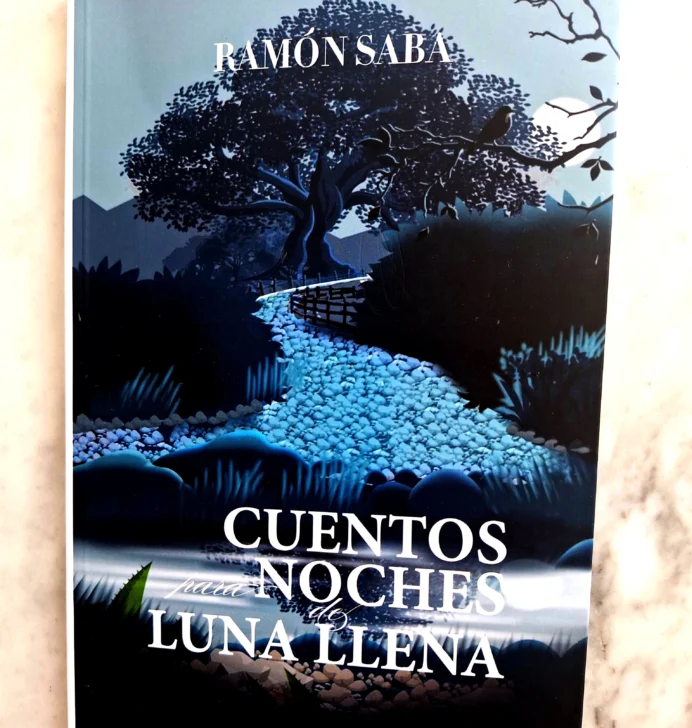 RAMÓN SABA
CUENTOS
para NOCHES
de
LUNA LLENA